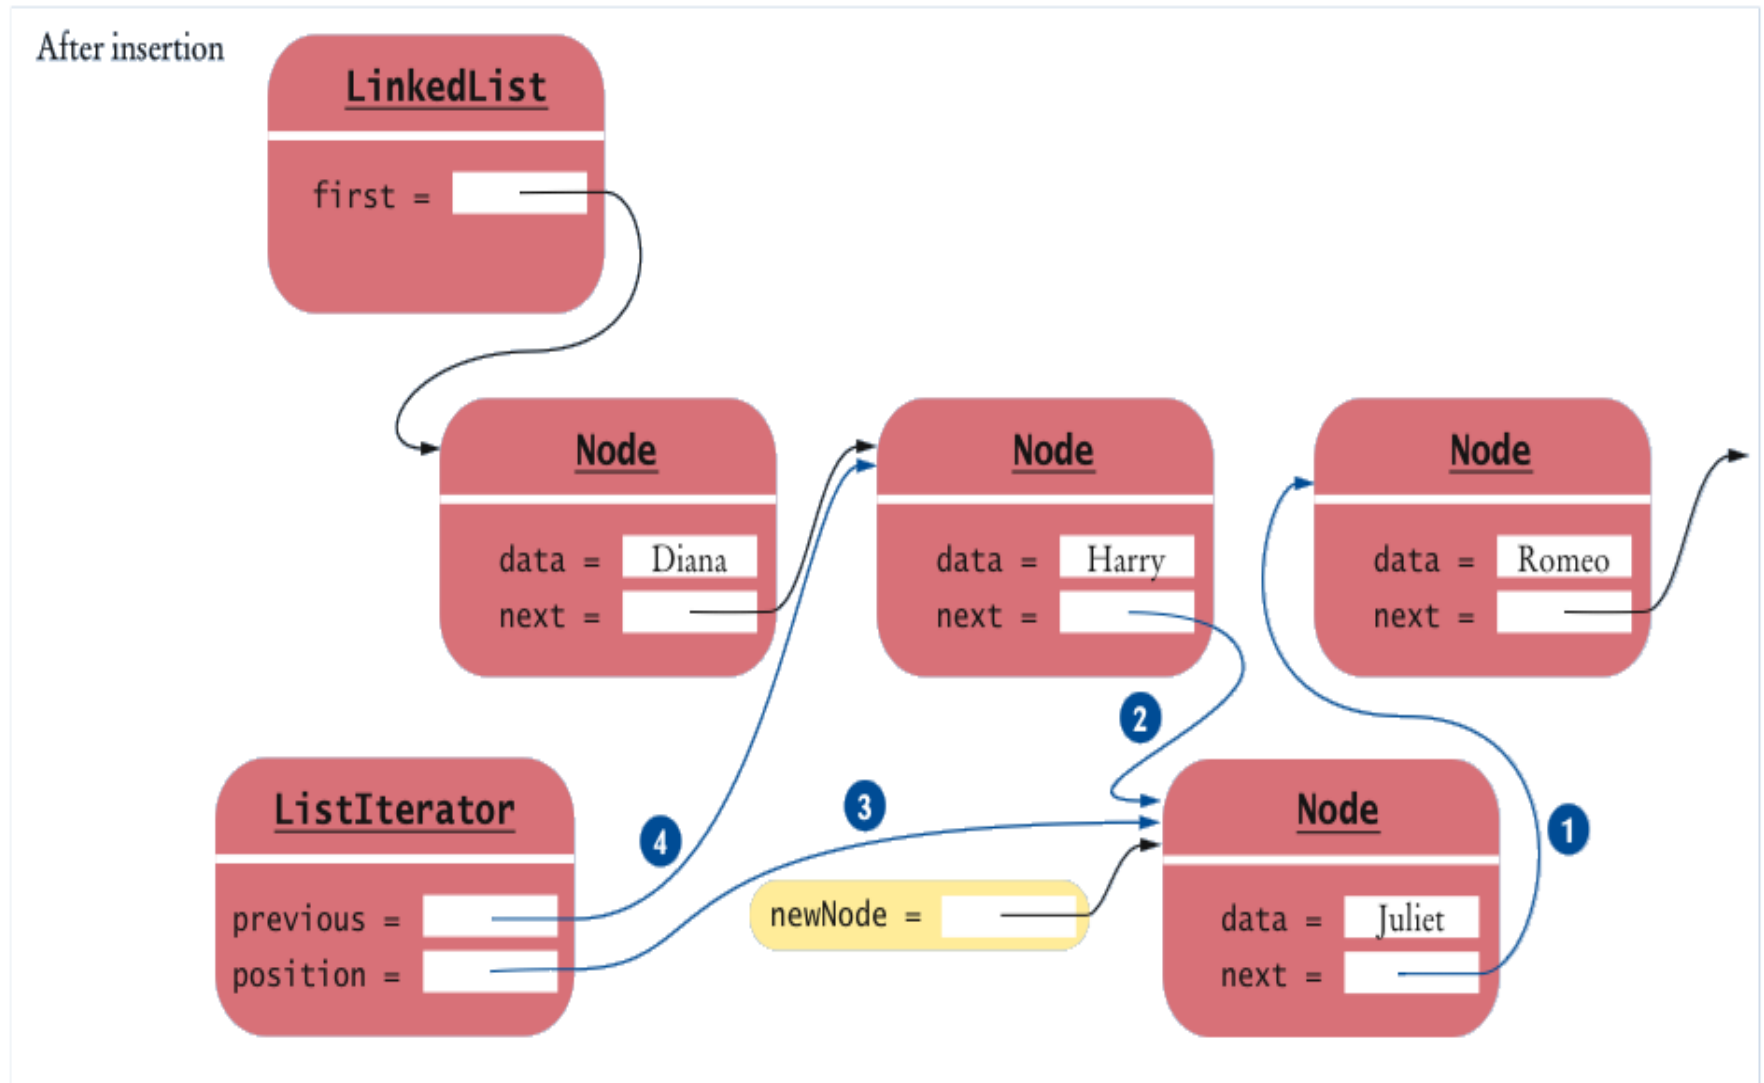 After insertion
LinkedList
first =
Node
data = Diana
next =
Node
data = Harry
next =
Node
data = Romeo
next =
2
1
3
4
ListIterator
previous =
position =
newNode =
Node
data = Juliet
next =